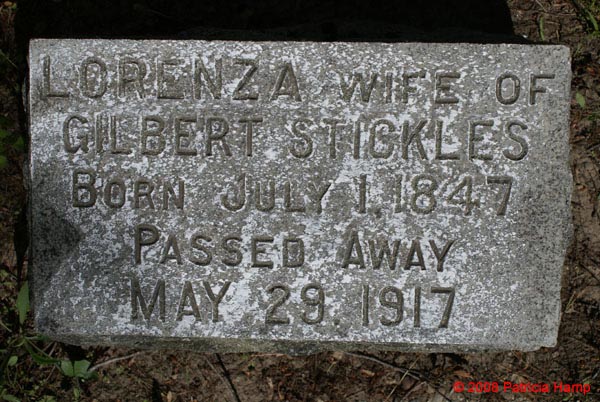 LORENZA WIFE OF
GILBERT STICKLES
BORN JULY 1, 1847
PASSED AWAY
MAY 29, 1917
© 2008 Patricia Hamp